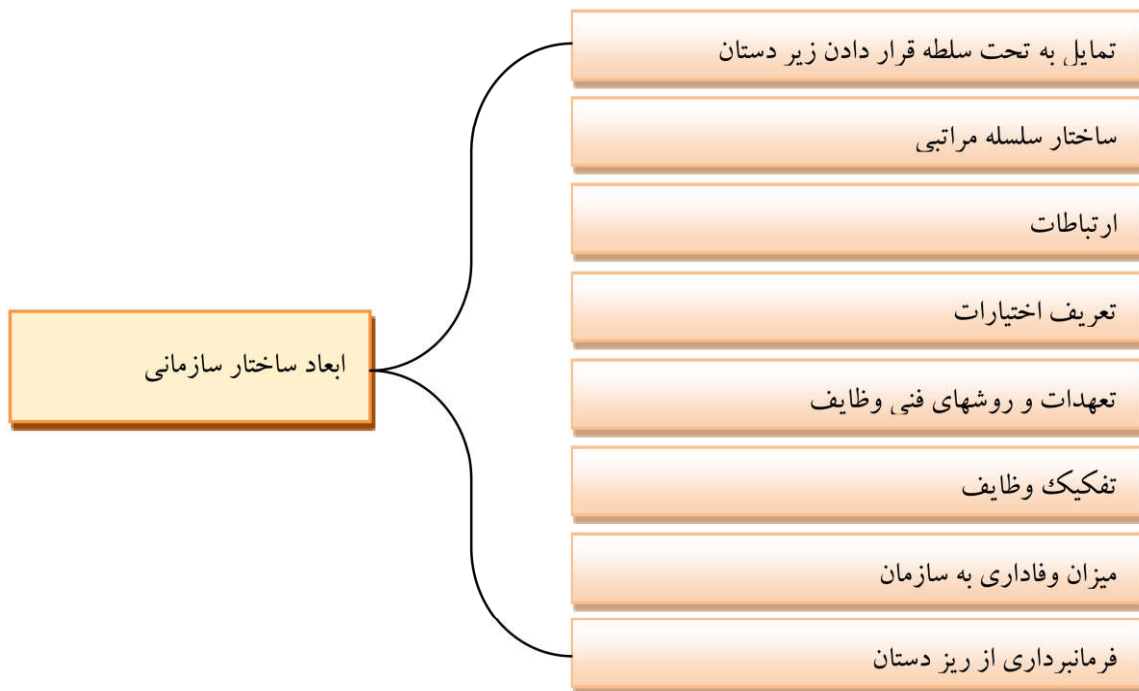 تمایل به تحت سلطه قرار دادن زیر دستان
ساختار سلسله مراتبی
ارتباطات
تعریف اختیارات
ابعاد ساختار سازمانی
تعهدات و روشهای فنی وظایف
تفکیک وظایف
میزان وفاداری به سازمان
فرمانبرداری از ریز دستان